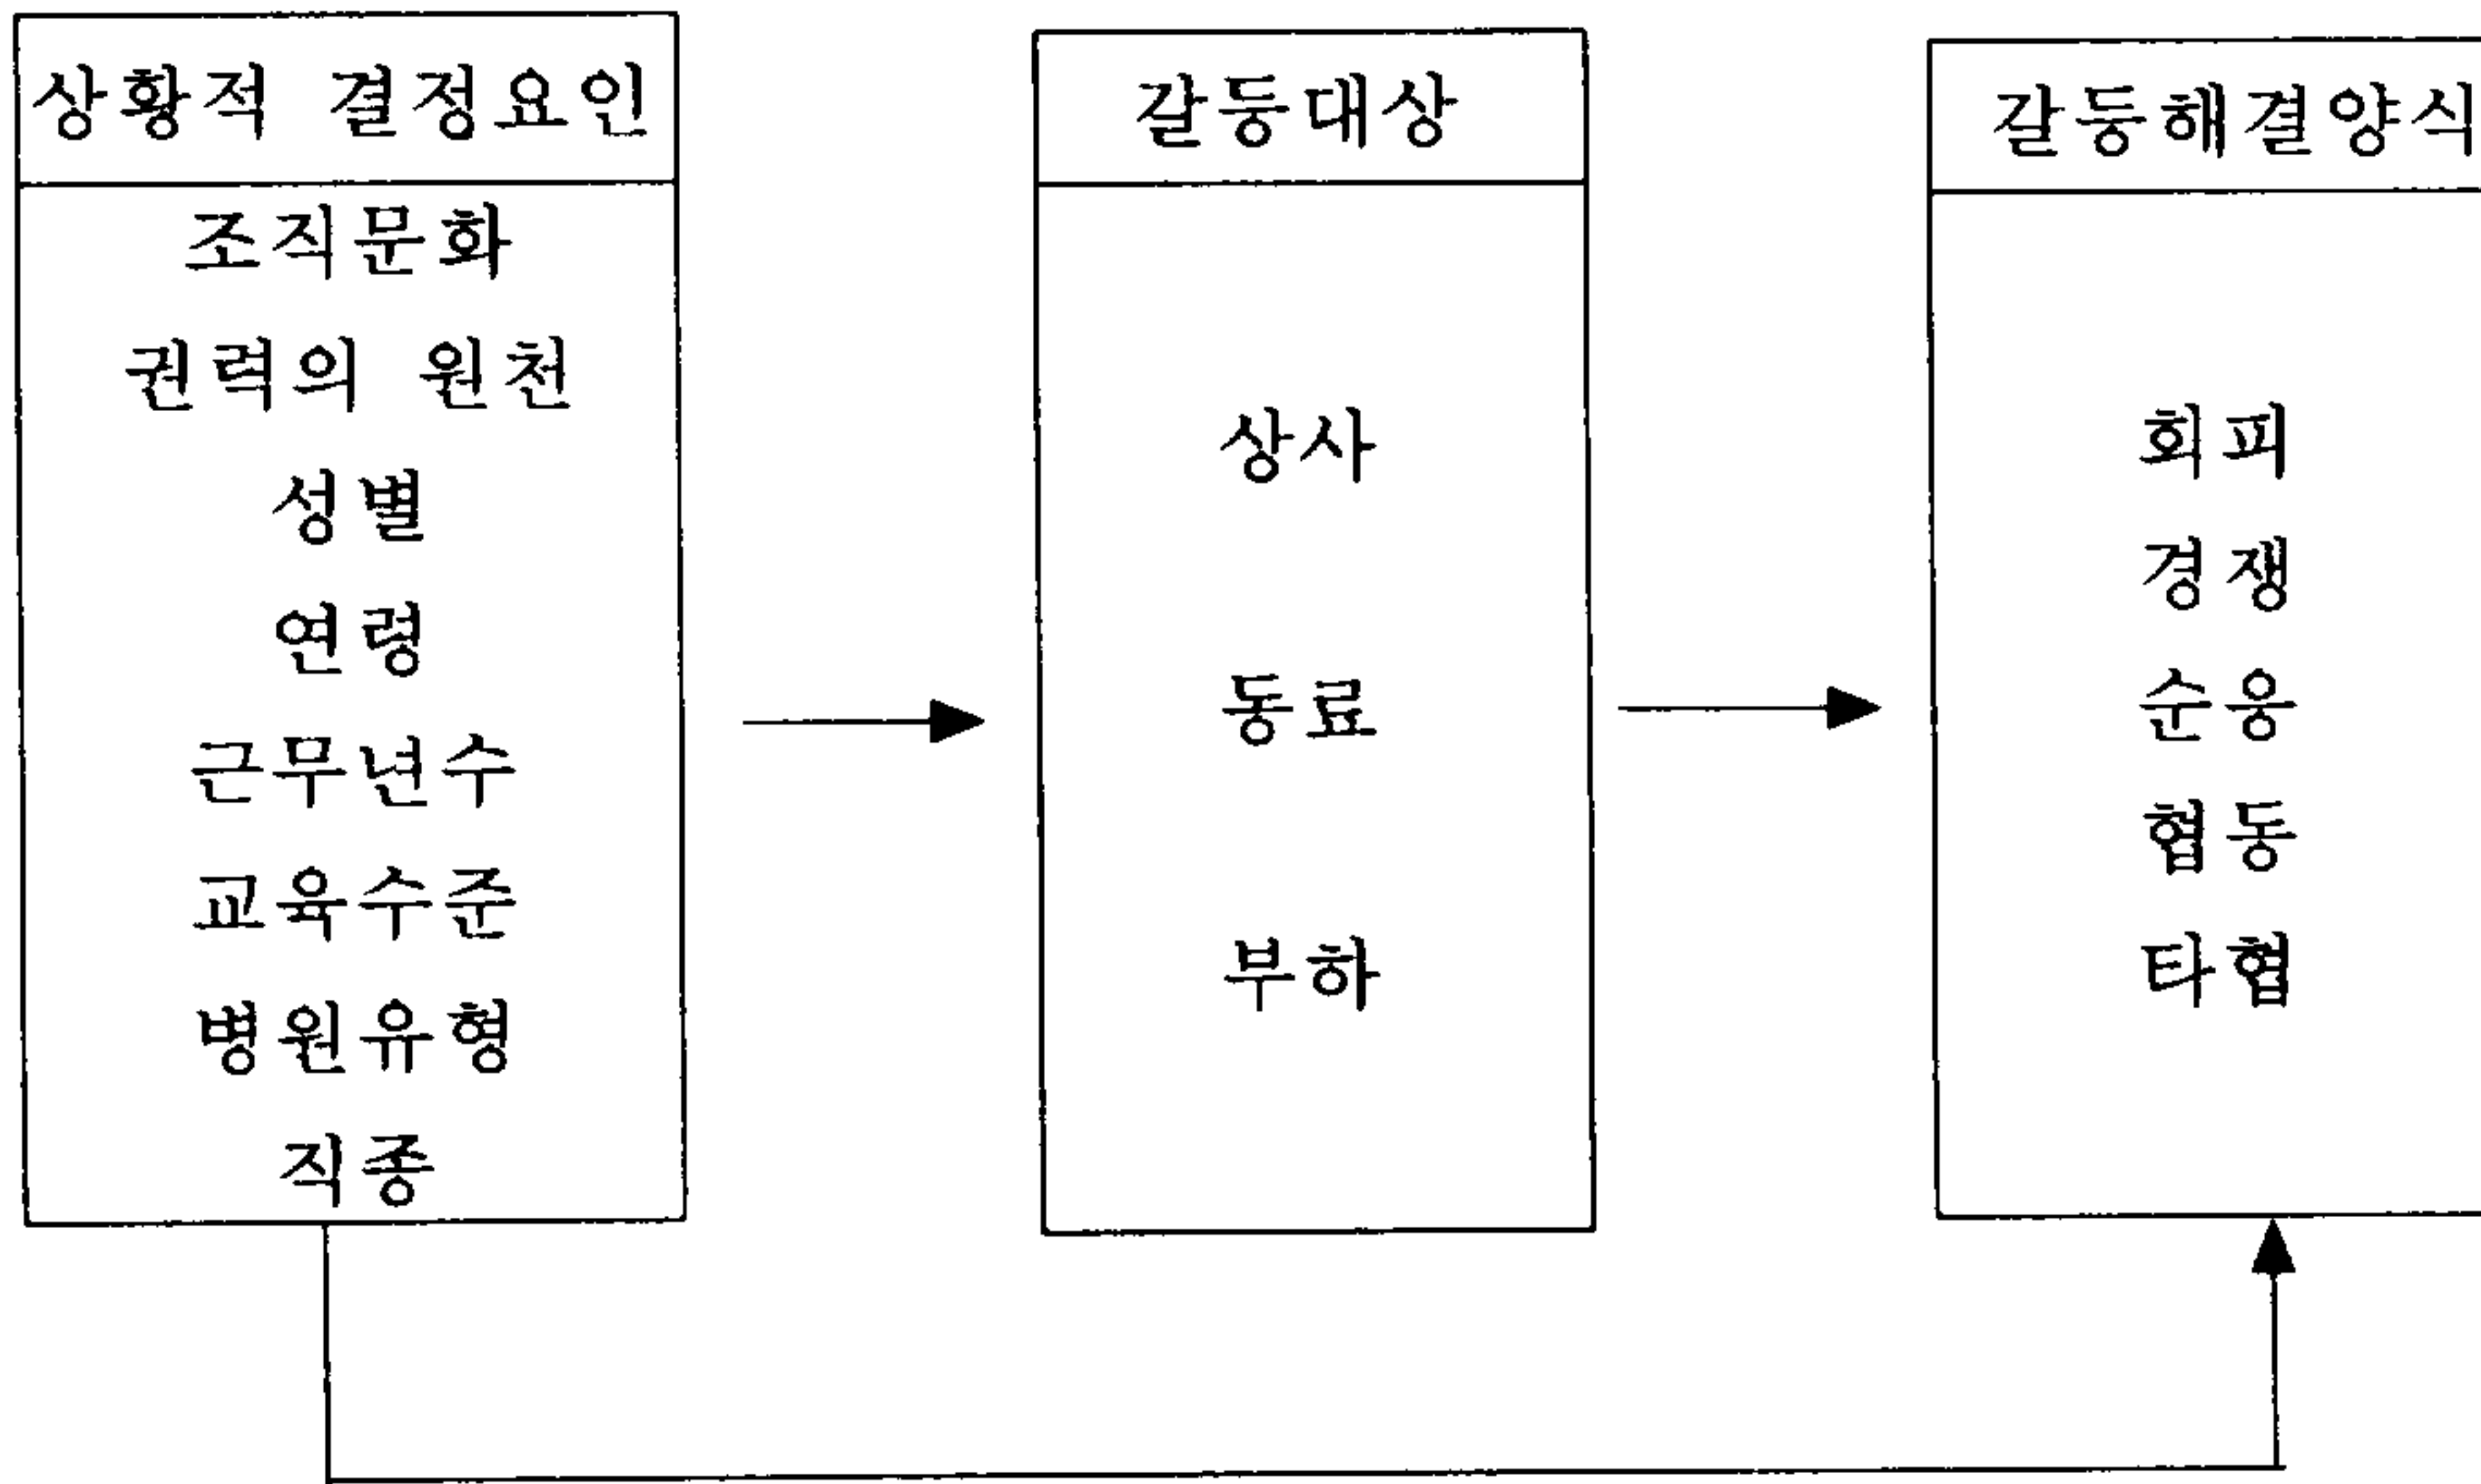 상황적 결정요인
조직문화
권력의 원천
성별
연령
근무년수
교육수준
병원유형
직종
갈등대상
상사
동료
부하
갈등해결양식
회피
경쟁
순응
협동
타협